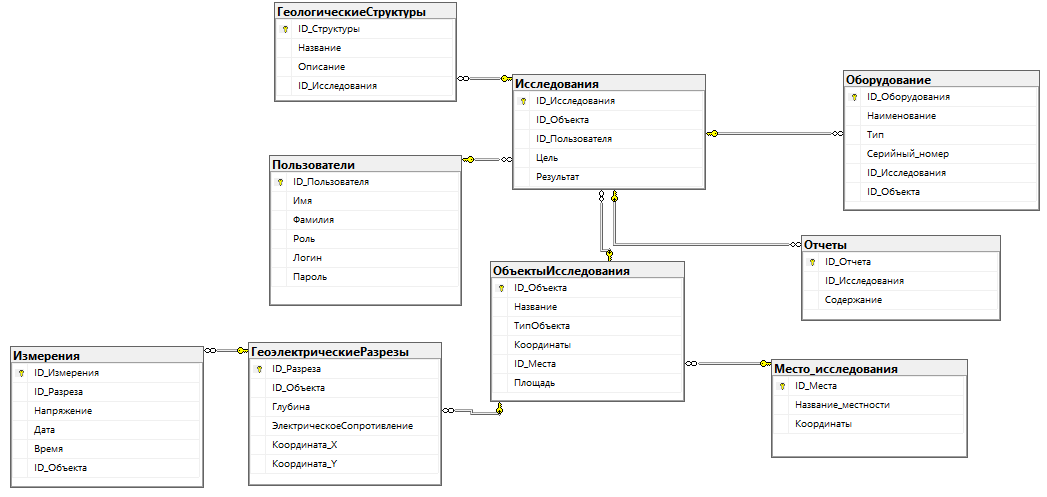 ГеологическиеСтруктуры
ID_Структуры
Название
Описание
ID_Исследования
Исследования
ID_Исследования
ID_Объекта
ID_Пользователя
Цель
Результат
Оборудование
ID_Оборудования
Наименование
Тип
Серийный_номер
ID_Исследования
ID_Объекта
Пользователи
ID_Пользователя
Имя
Фамилия
Роль
Логин
Пароль
Отчеты
ID_Отчета
ID_Исследования
Содержание
ОбъектыИсследования
ID_Объекта
Название
ТипОбъекта
Координаты
ID_Места
Площадь
Измерения
ID_Измерения
ID_Разреза
Напряжение
Дата
Время
ID_Объекта
ГеоэлектрическиеРазрезы
ID_Разреза
ID_Объекта
Глубина
ЭлектрическоеСопротивление
Координата_X
Координата_Y
Место_исследования
ID_Места
Название_местности
Координаты